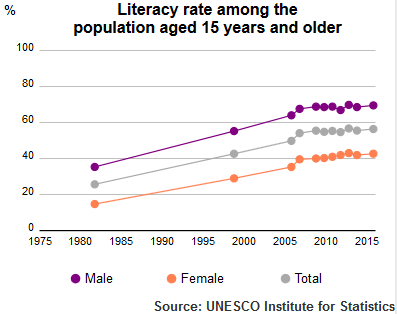 %
Literacy rate among the
population aged 15 years and older
100
80
60
40
20
0
1975 1980 1985 1990 1995 2000 2005 2010 2015
Male Female Total
Source: UNESCO Institute for Statistics